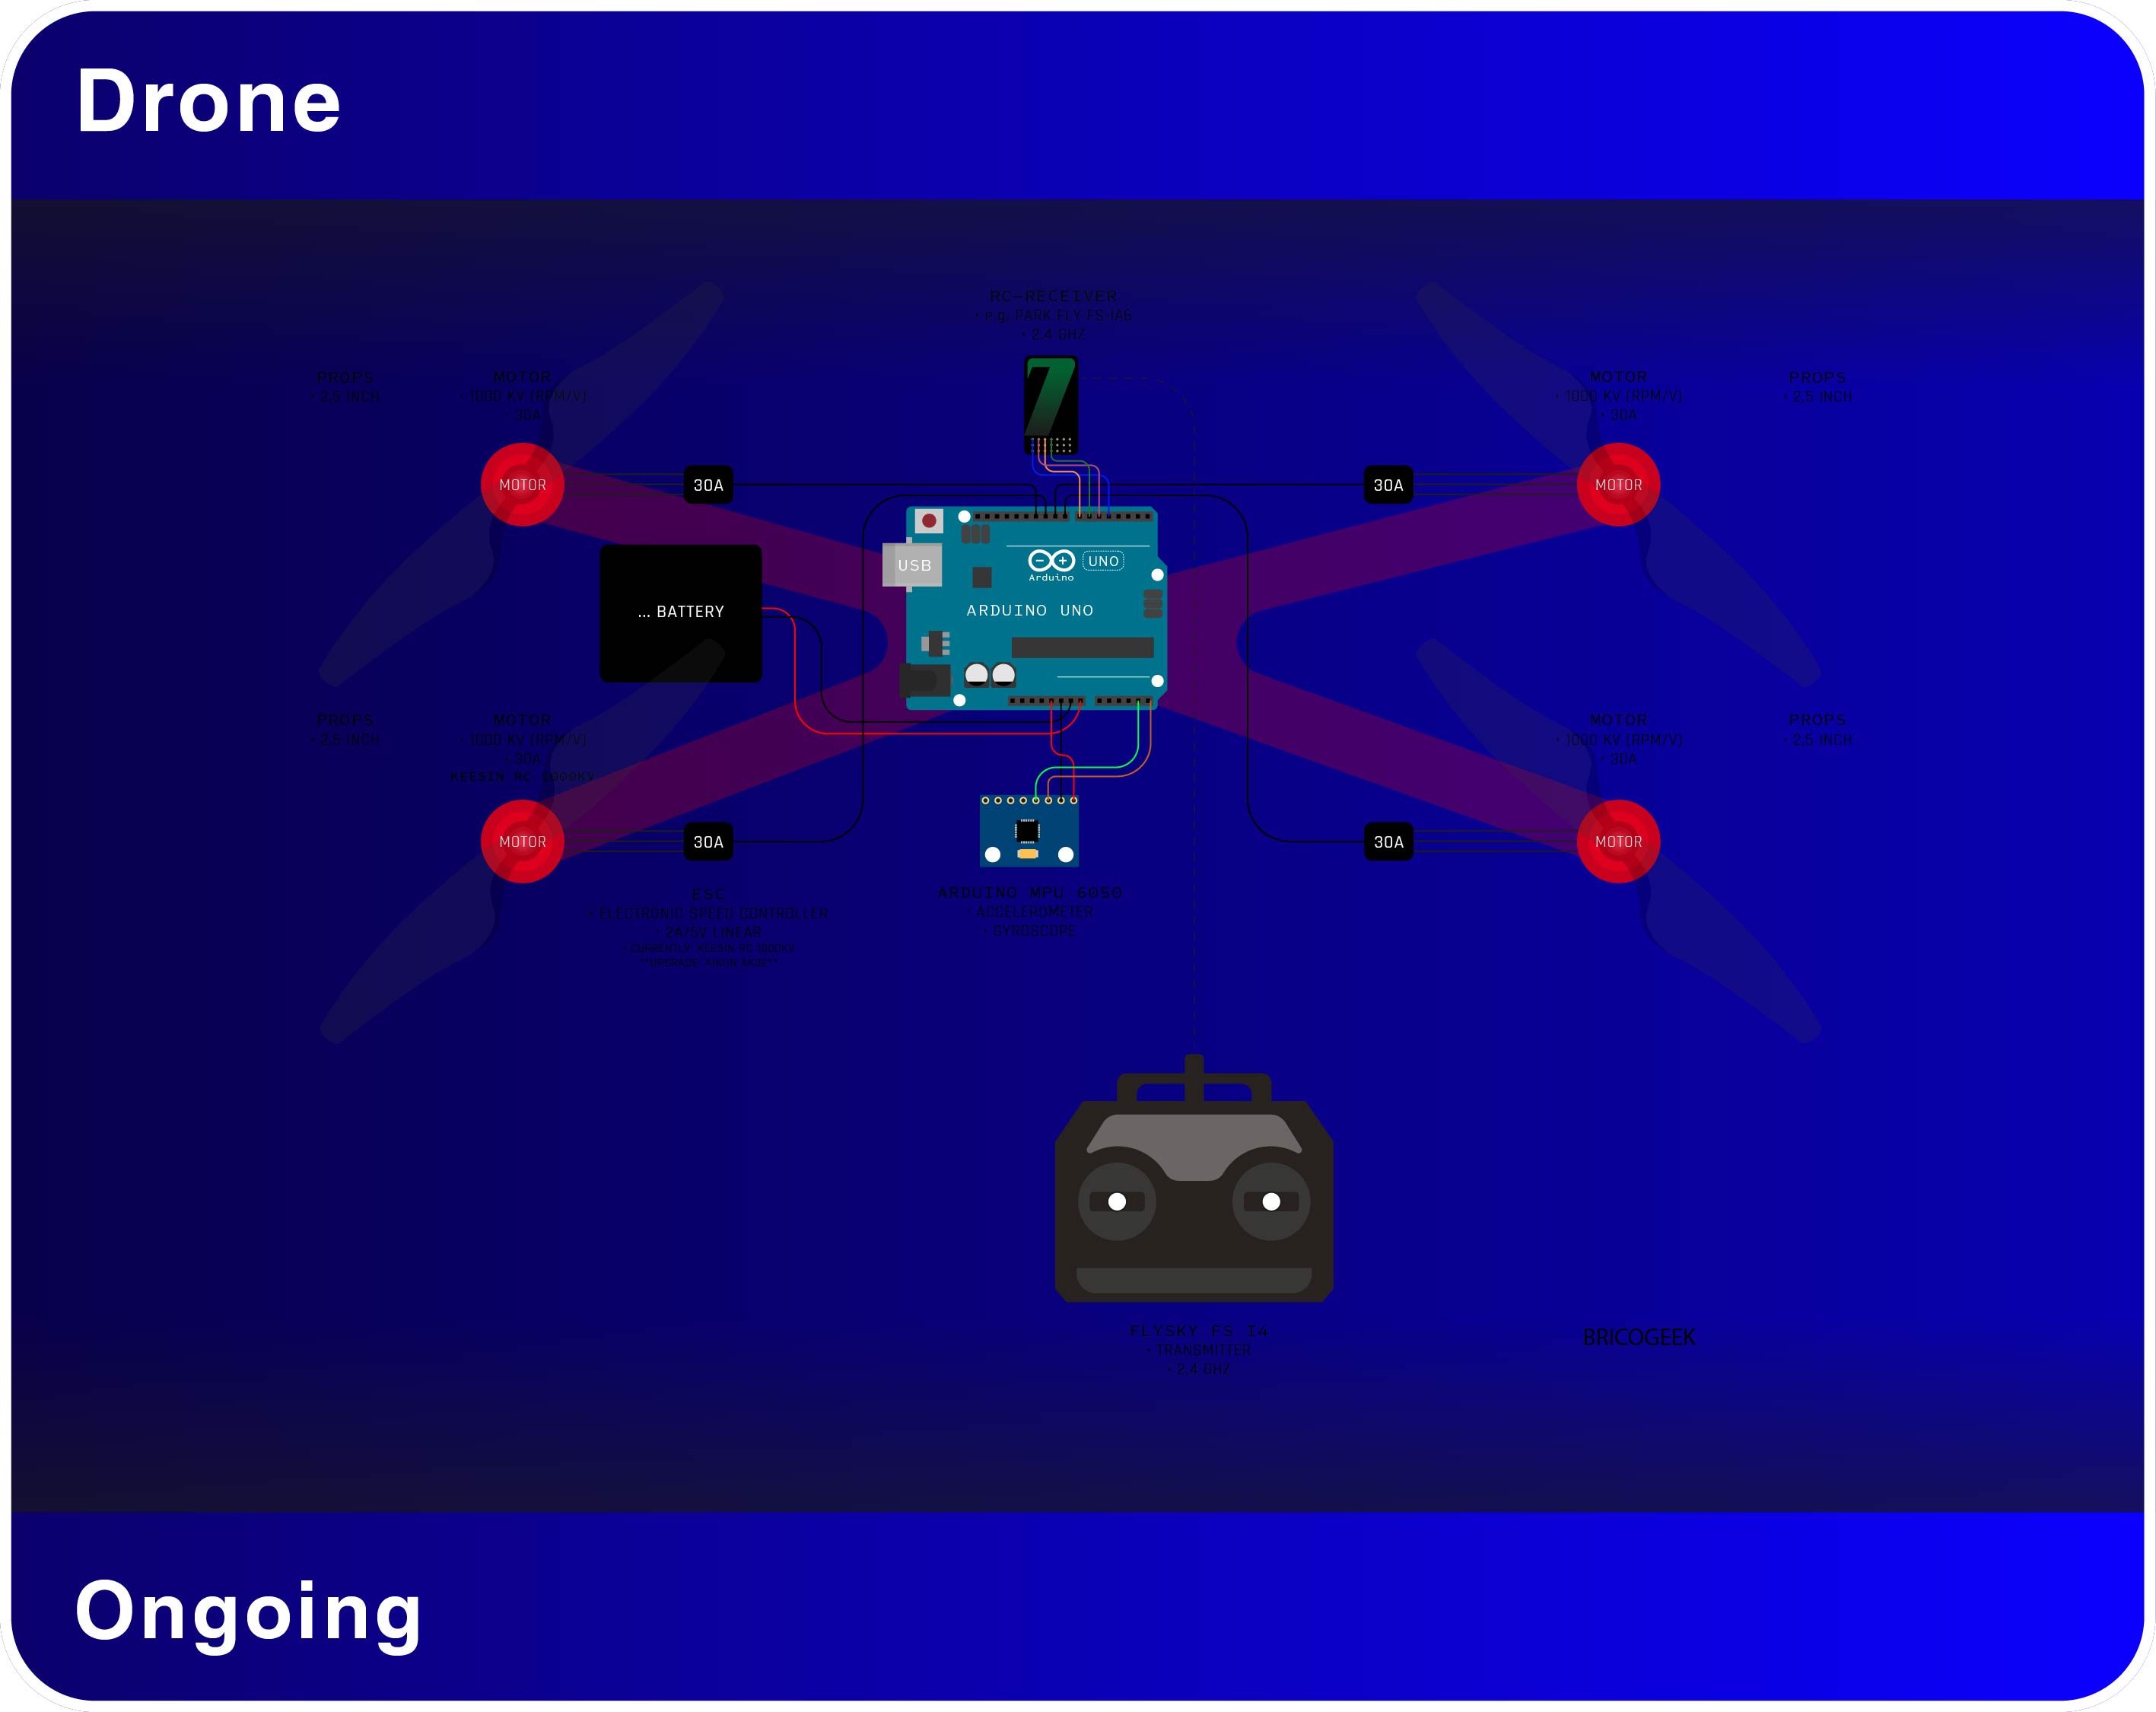 Drone
RC-RECEIVER
• e.g. PARK FLY FS-IA6
• 2.4 GHZ
PROPS
• 2,5 INCH
MOTOR
• 1000 KV (RPM/V)
• 30A
MOTOR
• 1000 KV (RPM/V)
• 30A
PROPS
• 2,5 INCH
MOTOR
30A
30A
MOTOR
USB
Arduino
UNO
ARDUINO UNO
... BATTERY
PROPS
• 2,5 INCH
MOTOR
• 1000 KV (RPM/V)
• 30A
KEESIN RC 1000KV
MOTOR
• 1000 KV (RPM/V)
• 30A
PROPS
• 2,5 INCH
MOTOR
30A
30A
MOTOR
ESC
• ELECTRONIC SPEED CONTROLLER
• 2A/5V LINEAR
• CURRENTLY: KEESIN RC 1000KV
ARDUINO MPU 6050
• ACCELEROMETER
• GYROSCOPE
FLYSKY FS I4
• TRANSMITTER
• 2.4 GHZ
BRICOGEEK
Ongoing